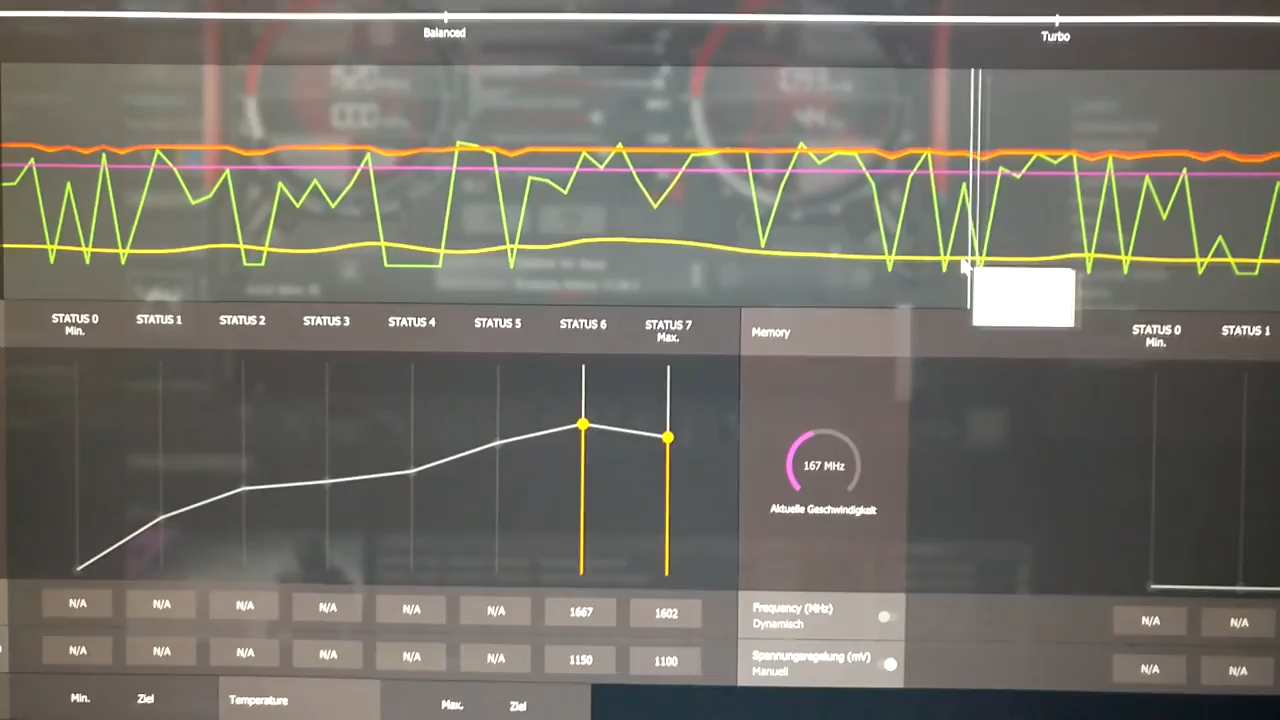 Balanced
Turbo
STATUS 0 STATUS 1 STATUS 2 STATUS 3 STATUS 4 STATUS 5 STATUS 6 STATUS 7
Min. Max.
Memory
STATUS 0 STATUS 1
Min.
167 MHz
Aktuelle Geschwindigkeit
N/A N/A N/A N/A N/A N/A 1667 1602
Frequency (MHz)
Dynamisch
N/A N/A
N/A N/A N/A N/A N/A N/A 1150 1100
Spannungsregelung (mV)
Manuell
N/A N/A
Min. Ziel Temperature Max. Ziel